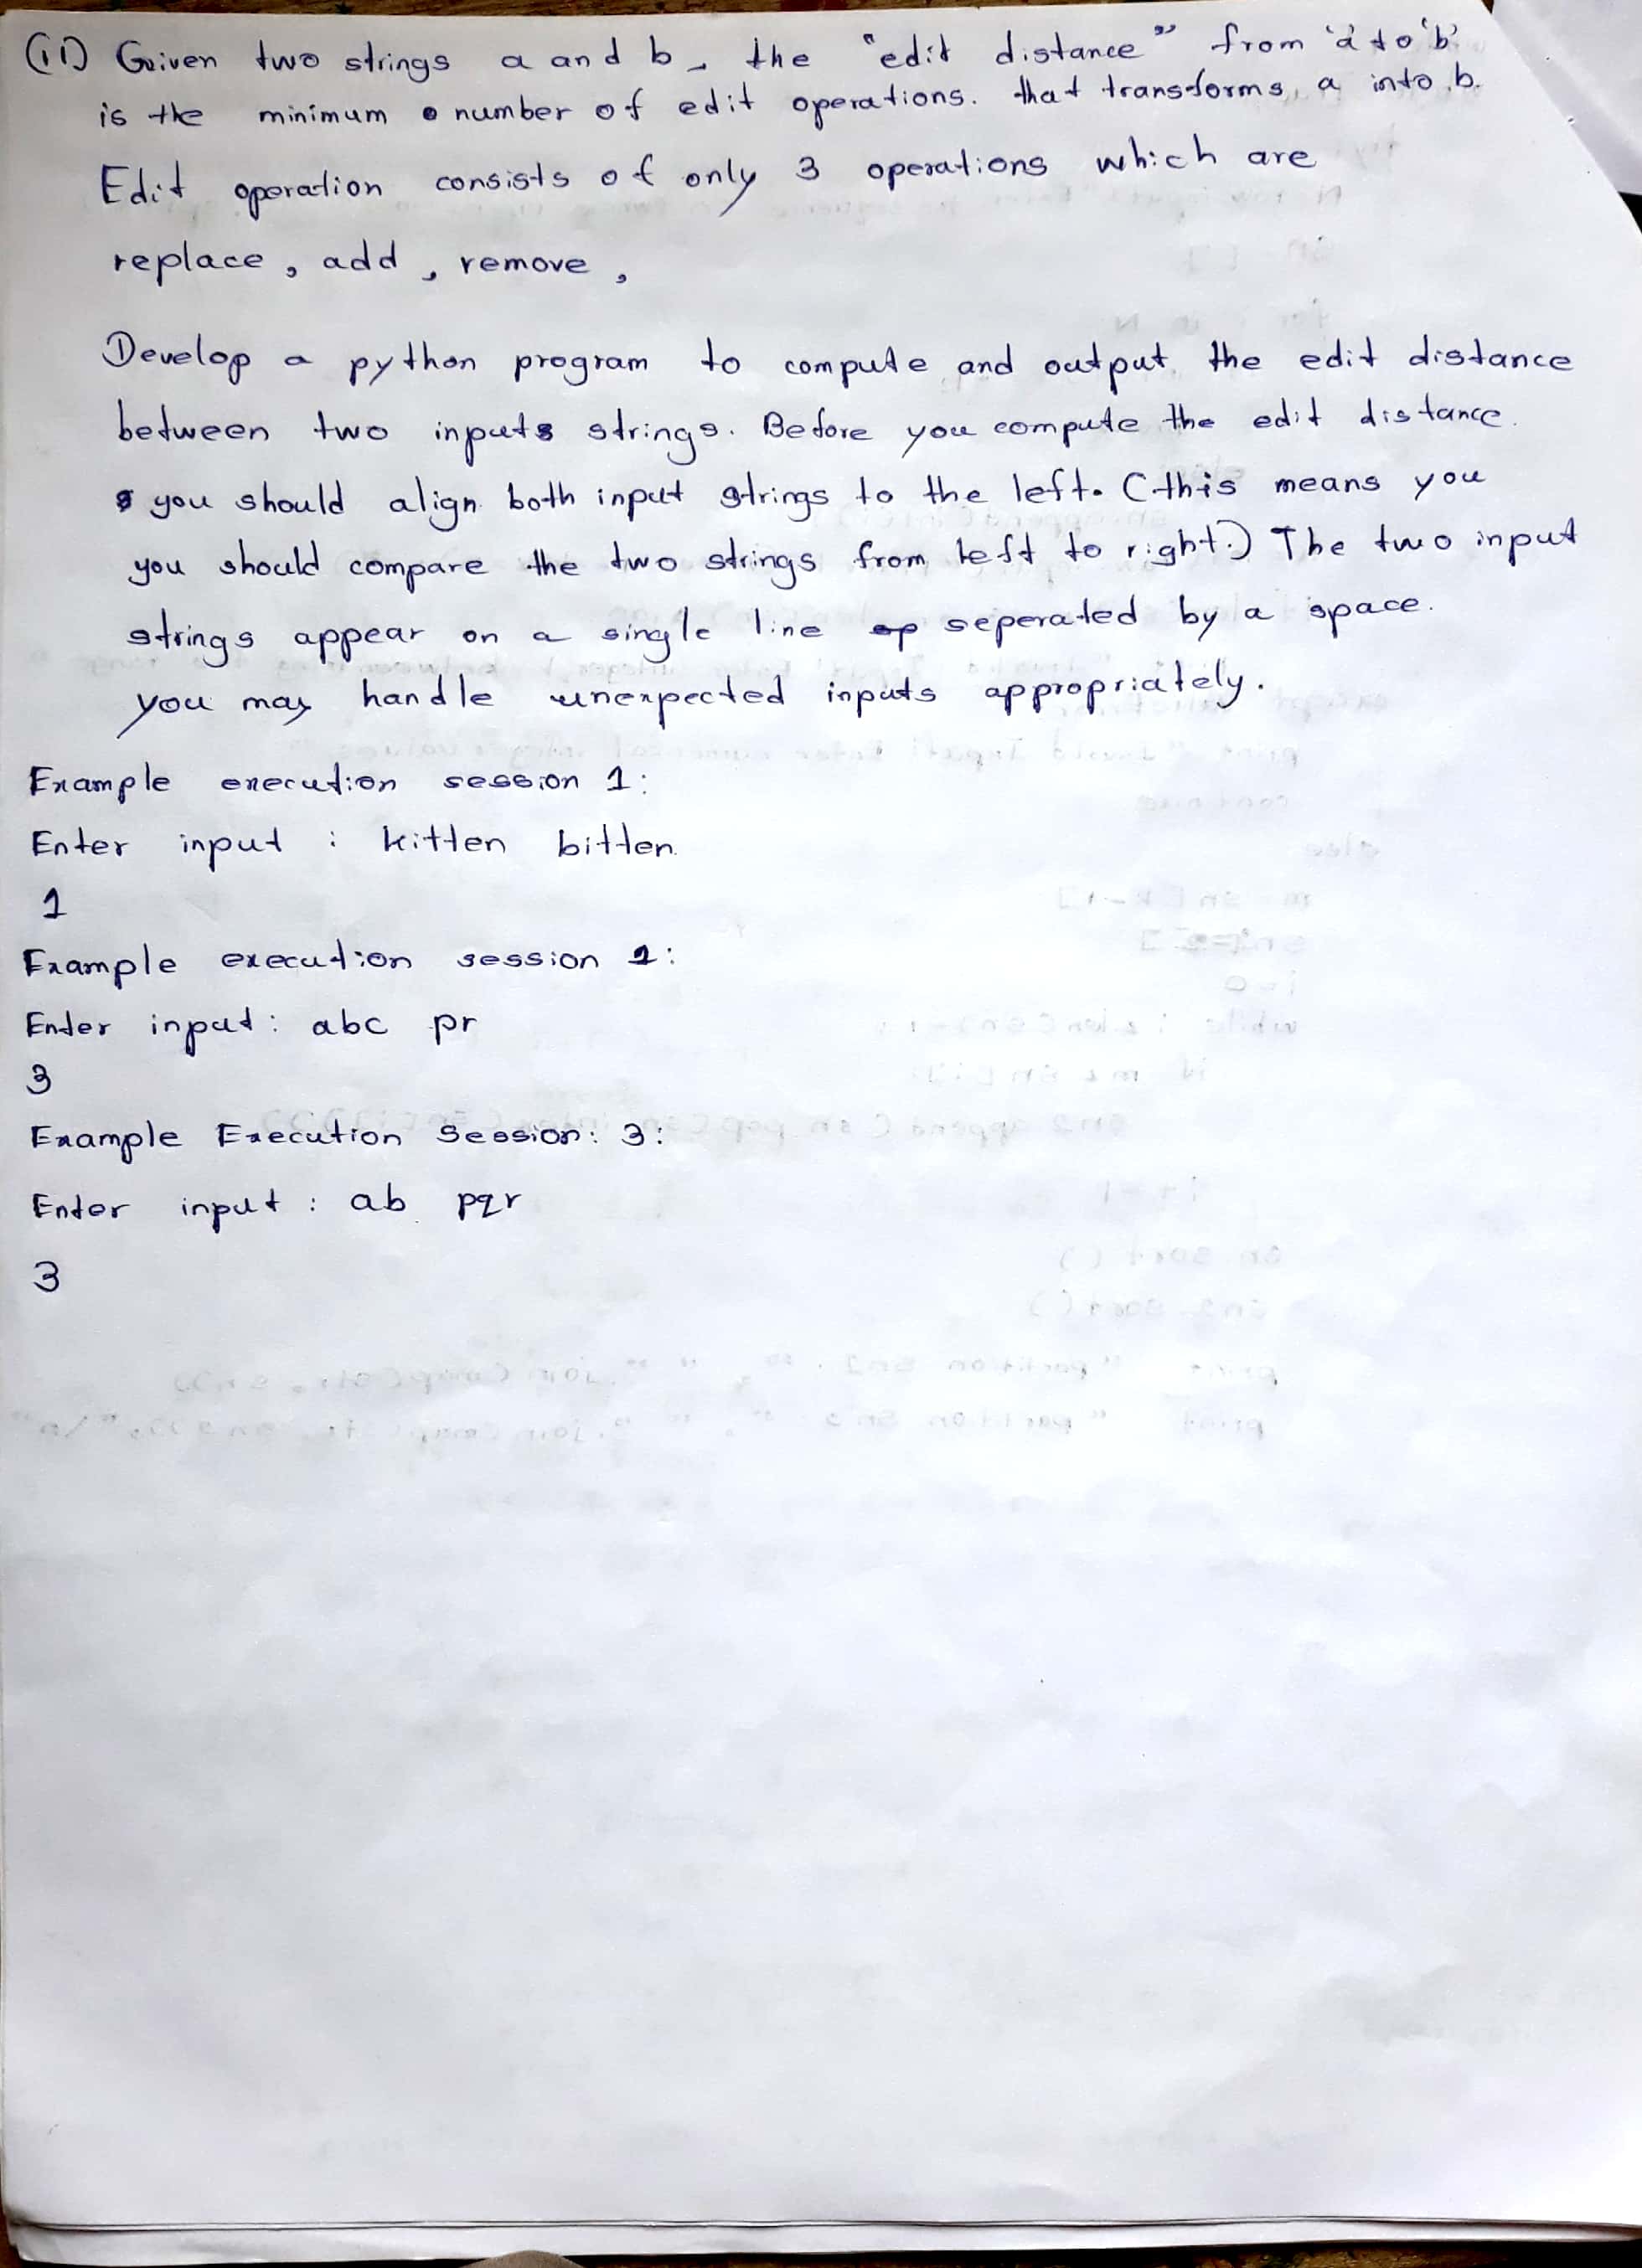 (11) Given two strings a and b, the "edit distance" from 'a' to 'b'
is the minimum number of edit operations. that transforms a into b.
Edit operation consists of only 3 operations which are
replace, add, remove,
Develop a python program to compute and output the edit distance
between two inputs strings. Before you compute the edit distance.
you should align both input strings to the left. (this means you
you should compare the two strings from left to right.) The two input
strings appear on a single line seperated by a space.
you may handle unexpected inputs appropriately.
Example execution session 1:
Enter input : kitten bitten
1
Example execution session 2:
Enter input: abc pr
3
Example Execution Session: 3:
Enter input : ab pqr
3